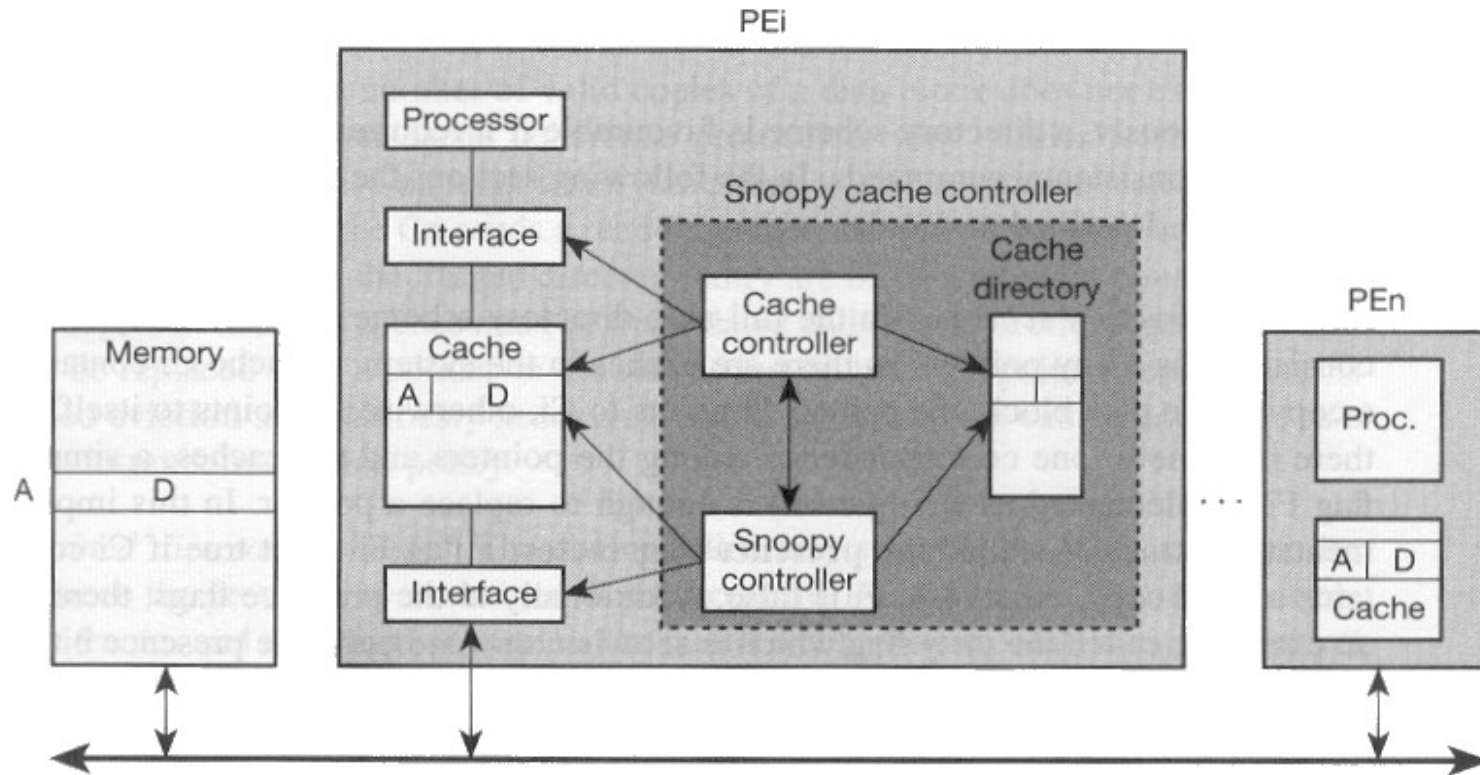 PEi
Processor
Snoopy cache controller
Interface
Cache
directory
Cache
controller
PEn
Memory
Cache
A D
Proc.
A
D
...
Snoopy
controller
Interface
A D
Cache